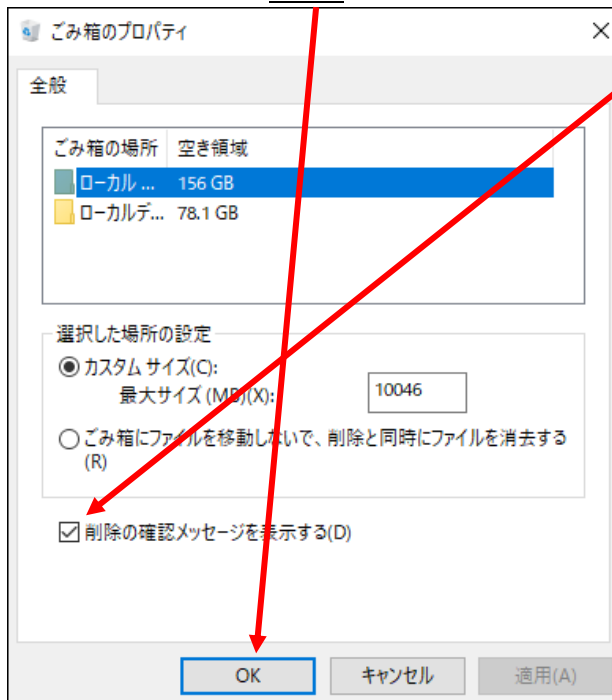 ごみ箱のプロパティ
全般
ごみ箱の場所 空き領域
ローカル ... 156 GB
ローカルデ... 78.1 GB
選択した場所の設定
カスタム サイズ(C):
最大サイズ (MB)(X): 10046
ごみ箱にファイルを移動しないで、削除と同時にファイルを消去する
(R)
削除の確認メッセージを表示する(D)
OK キャンセル 適用(A)